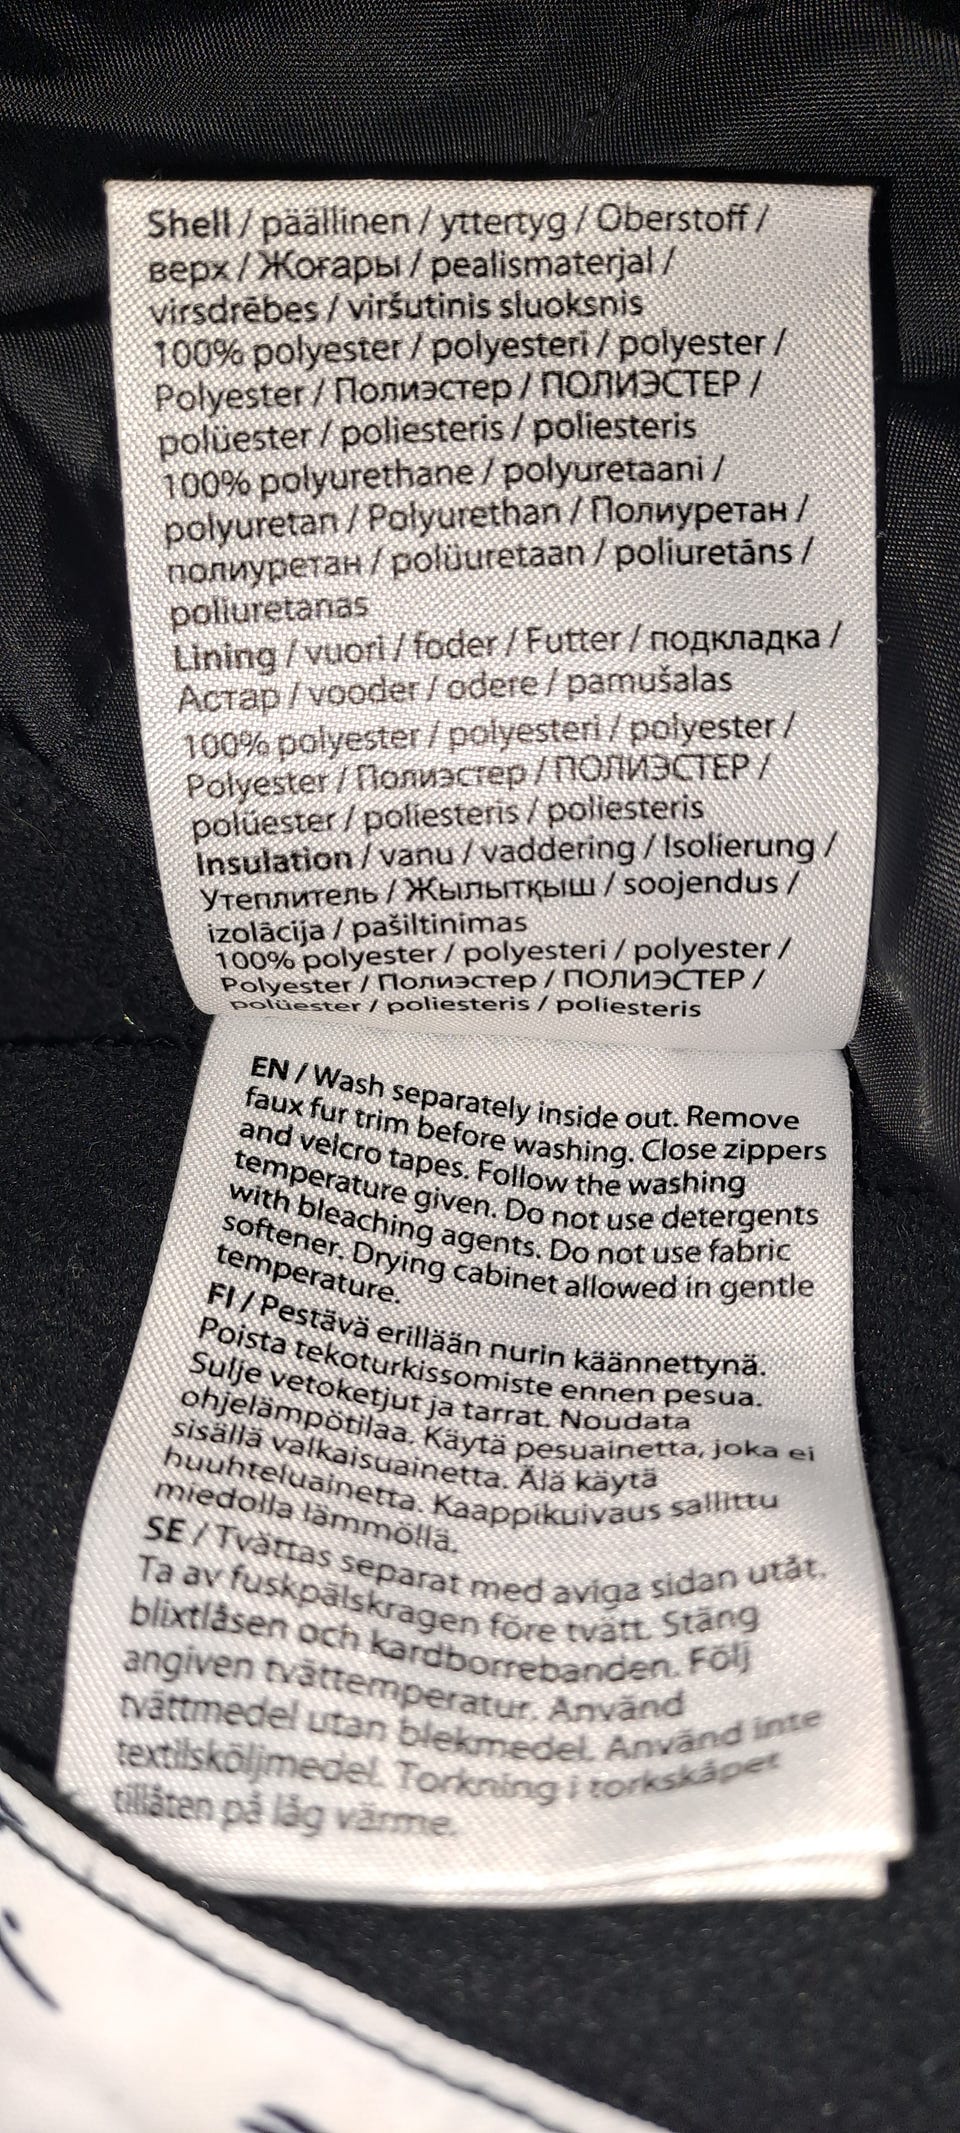 Shell / päällinen / yttertyg / Oberstoff /
верх / Жоғары / pealismaterjal /
virsdrēbes / viršutinis sluoksnis
100% polyester / polyesteri / polyester /
Polyester / Полиэстер / ПОЛИЭСТЕР /
polüester / poliesteris / poliesteris
100% polyurethane / polyuretaani /
polyuretan / Polyurethan / Полиуретан /
полиуретан / polüuretaan / poliuretāns /
poliuretanas
Lining / vuori / foder / Futter / подкладка /
Астар / vooder / odere / pamušalas
100% polyester / polyesteri / polyester /
Polyester / Полиэстер / ПОЛИЭСТЕР /
polüester / poliesteris / poliesteris
Insulation / vanu / vaddering / Isolierung /
Утеплитель / Жылытқыш / soojendus /
izolācija / pašiltinimas
100% polyester / polyesteri / polyester /
Polyester / Полиэстер / ПОЛИЭСТЕР /
polüester / poliesteris / poliesteris
EN / Wash separately inside out. Remove
faux fur trim before washing. Close zippers
and velcro tapes. Follow the washing
temperature given. Do not use detergents
with bleaching agents. Do not use fabric
softener. Drying cabinet allowed in gentle
temperature.
FI / Pestävä erillään nurin käännettynä.
Poista tekoturkissomiste ennen pesua.
Sulje vetoketjut ja tarrat. Noudata
ohjelämpötilaa. Käytä pesuainetta, joka ei
sisällä valkaisuainetta. Älä käytä
huuhteluainetta. Kaappikuivaus sallittu
miedolla lämmöllä.
SE / Tvättas separat med aviga sidan utåt.
Ta av fuskpälskragen före tvätt. Stäng
blixtlåsen och kardborrebanden. Följ
angiven tvättemperatur. Använd
tvättmedel utan blekmedel. Använd inte
textilsköljmedel. Torkning i torkskåpet
tillåten på låg värme.